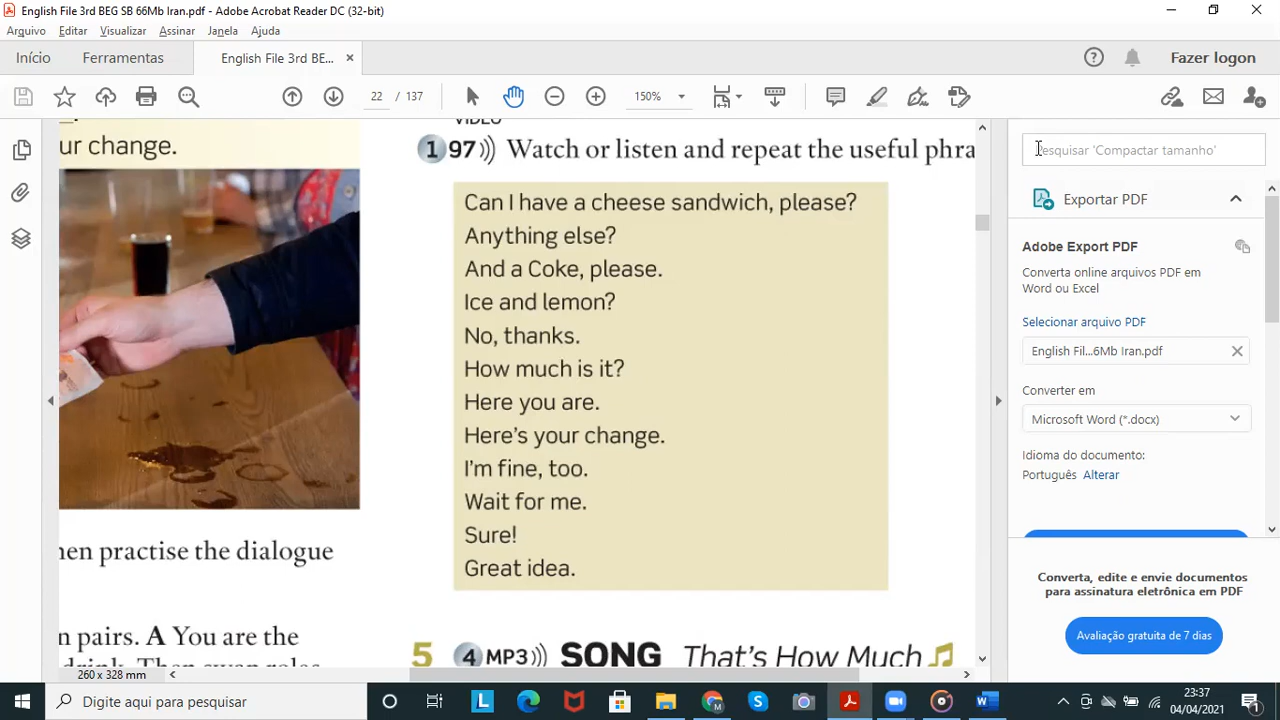 English File 3rd BEG SB 66Mb Iran.pdf - Adobe Acrobat Reader DC (32-bit)
Arquivo Editar Visualizar Assinar Janela Ajuda
Início Ferramentas English File 3rd BE... × Fazer logon
22 / 137 150%
ur change.
VIDEO
1 97 Watch or listen and repeat the useful phra
Can I have a cheese sandwich, please?
Anything else?
And a Coke, please.
Ice and lemon?
No, thanks.
How much is it?
Here you are.
Here's your change.
I'm fine, too.
Wait for me.
Sure!
Great idea.
hen practise the dialogue
n pairs. A You are the
drink. Then swap roles
5 4 MP3 SONG That's How Much
260 x 328 mm
Pesquisar 'Compactar tamanho'
Exportar PDF
Adobe Export PDF
Converta online arquivos PDF em
Word ou Excel
Selecionar arquivo PDF
English Fil...6Mb Iran.pdf
Converter em
Microsoft Word (*.docx)
Idioma do documento:
Português Alterar
Converta, edite e envie documentos
para assinatura eletrônica em PDF
Avaliação gratuita de 7 dias
Digite aqui para pesquisar
23:37
04/04/2021